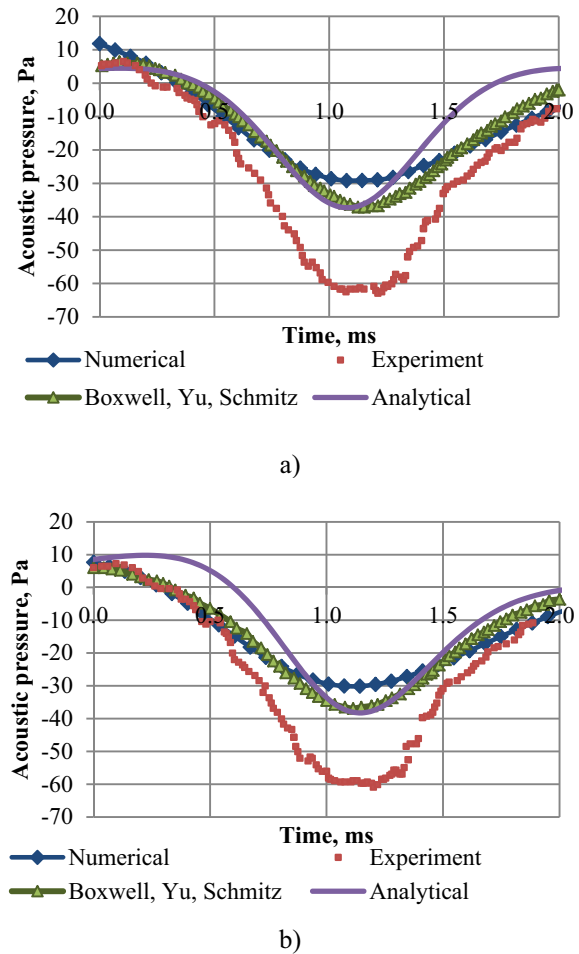 a)
20
10
0
-10
-20
-30
-40
-50
-60
-70
0.0 0.5 1.0 1.5 2.0
Acoustic pressure, Pa
Time, ms
Numerical Experiment
Boxwell, Yu, Schmitz Analytical
a)
20
10
0
-10
-20
-30
-40
-50
-60
-70
0.0 0.5 1.0 1.5 2.0
Acoustic pressure, Pa
Time, ms
Numerical Experiment
Boxwell, Yu, Schmitz Analytical
b)